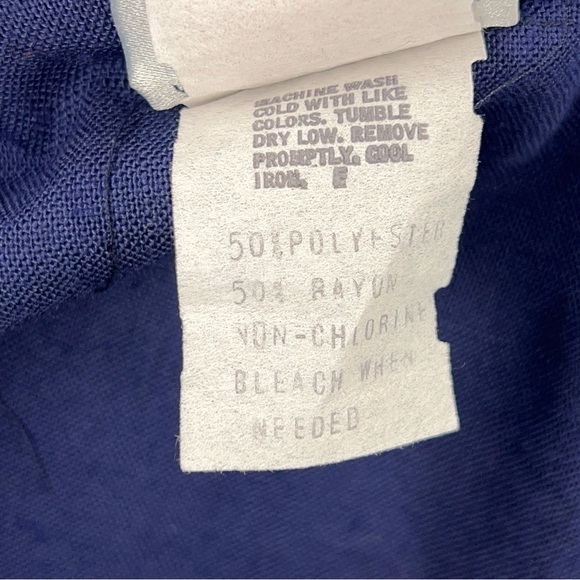 MACHINE WASH
COLD WITH LIKE
COLORS. TUMBLE
DRY LOW. REMOVE
PROMPTLY. COOL
IRON. E
50%POLYESTER
50% RAYON
NON-CHLORINE
BLEACH WHEN
NEEDED